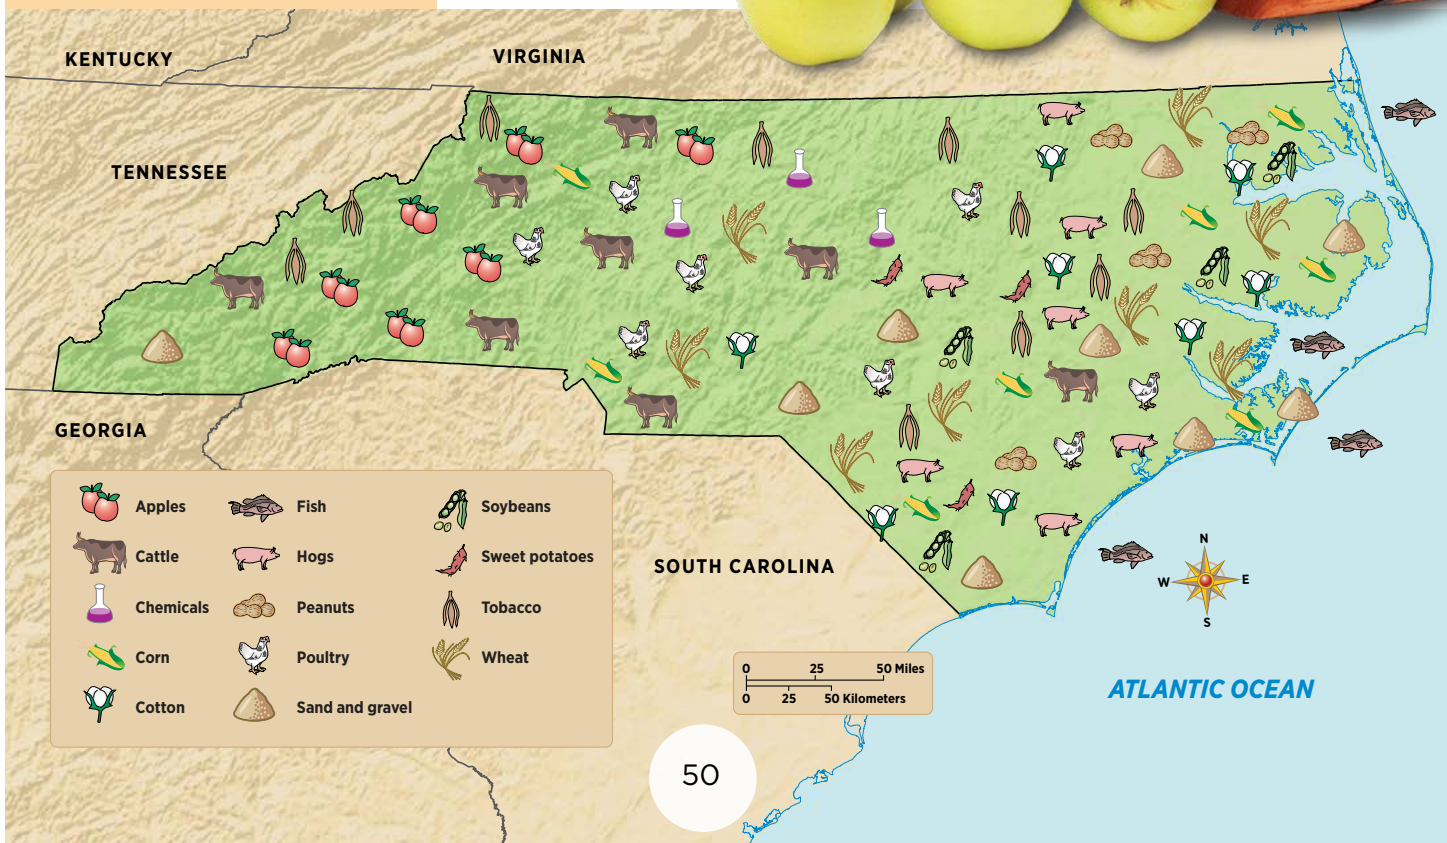 KENTUCKY
VIRGINIA
TENNESSEE
GEORGIA
SOUTH CAROLINA
ATLANTIC OCEAN
Apples
Cattle
Chemicals
Corn
Cotton
Fish
Hogs
Peanuts
Poultry
Sand and gravel
Soybeans
Sweet potatoes
Tobacco
Wheat
N
W E
S
0 25 50 Miles
0 25 50 Kilometers
50